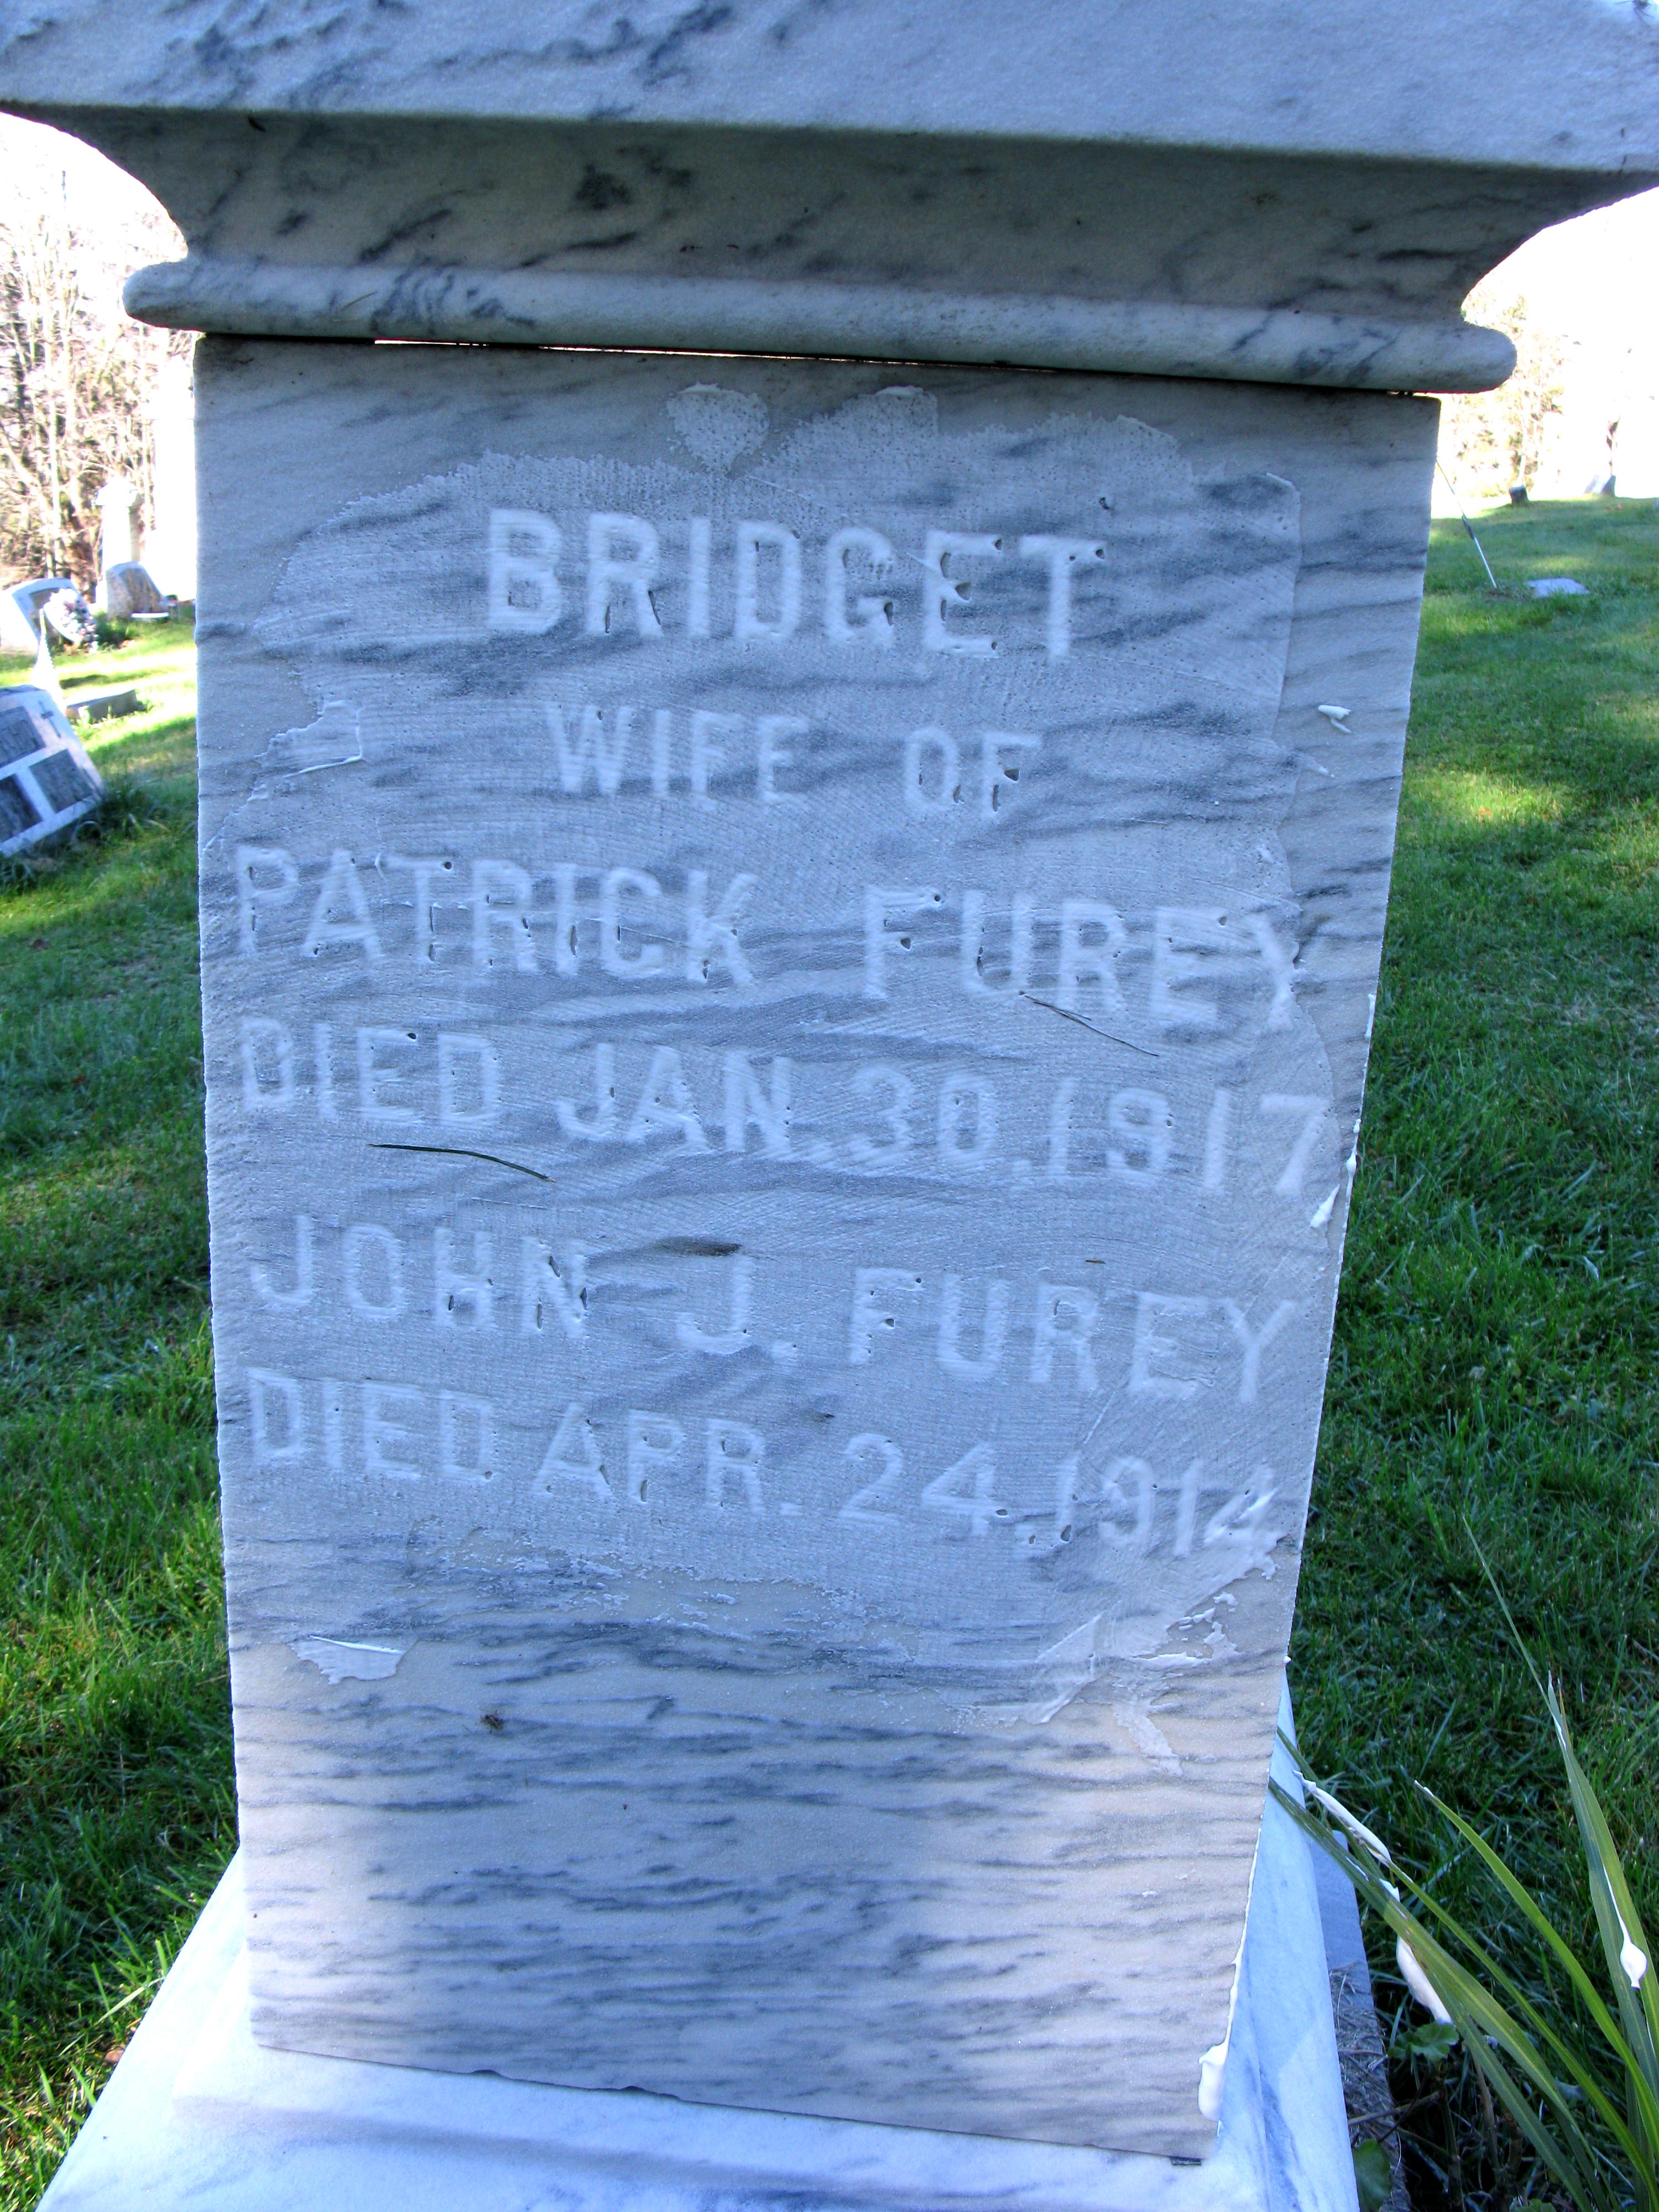 BRIDGET
WIFE OF
PATRICK FUREY
DIED JAN. 30, 1917
JOHN J. FUREY
DIED APR. 24, 1914